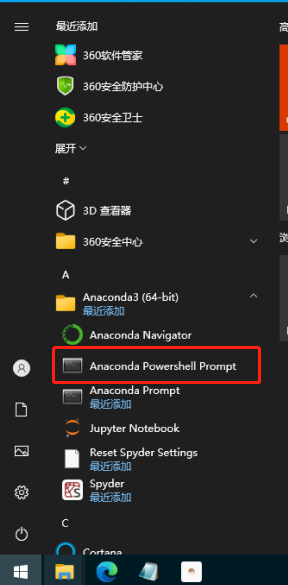 最近添加
360软件管家
360安全防护中心
360安全卫士
展开
#
3D 查看器
360安全中心
A
Anaconda3 (64-bit)
最近添加
Anaconda Navigator
Anaconda Powershell Prompt
Anaconda Prompt
最近添加
Jupyter Notebook
Reset Spyder Settings
最近添加
Spyder
最近添加
C
Cortana
高
浏